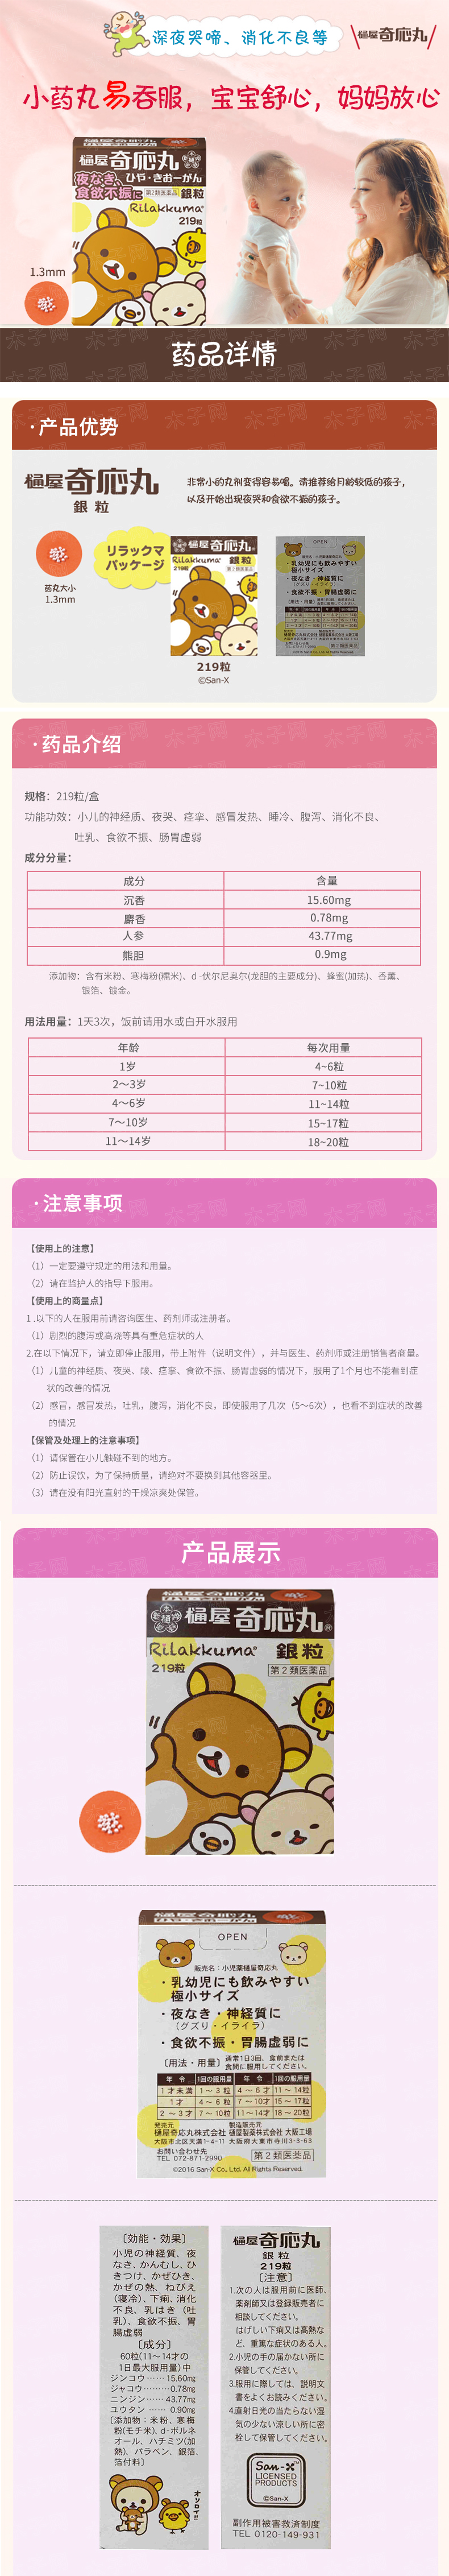 深夜哭啼、消化不良等
樋屋奇応丸
小药丸易吞服，宝宝舒心，妈妈放心
樋屋奇応丸
ひや・きおーがん
夜なき、
食欲不振に
第2類医薬品 銀粒
Rilakkuma
219粒
1.3mm
药品详情
·产品优势
樋屋奇応丸
銀粒
非常小的丸剂变得容易喝。请推荐给月龄较低的孩子，
以及开始出现夜哭和食欲不振的孩子。
リラックマ
パッケージ
药丸大小
1.3mm
樋屋奇応丸
Rilakkuma 銀粒
219粒
OPEN
・乳幼児にも飲みやすい
極小サイズ
・夜なき・神経質に
・食欲不振・胃腸虚弱に
219粒
©San-X
·药品介绍
规格：219粒/盒
功能功效：小儿的神经质、夜哭、痉挛、感冒发热、睡冷、腹泻、消化不良、
吐乳、食欲不振、肠胃虚弱
成分分量：
成分 含量
沉香 15.60mg
麝香 0.78mg
人参 43.77mg
熊胆 0.9mg
添加物：含有米粉、寒梅粉(糯米)、d-伏尔尼奥尔(龙胆的主要成分)、蜂蜜(加热)、香薰、
银箔、镀金。
用法用量：1天3次，饭前请用水或白开水服用
年龄 每次用量
1岁 4~6粒
2～3岁 7~10粒
4～6岁 11~14粒
7～10岁 15~17粒
11～14岁 18~20粒
·注意事项
【使用上的注意】
（1）一定要遵守规定的用法和用量。
（2）请在监护人的指导下服用。
【使用上的商量点】
1.以下的人在服用前请咨询医生、药剂师或注册者。
（1）剧烈的腹泻或高烧等具有重危症状的人
2.在以下情况下，请立即停止服用，带上附件（说明文件），并与医生、药剂师或注册销售者商量。
（1）儿童的神经质、夜哭、酸、痉挛、食欲不振、肠胃虚弱的情况下，服用了1个月也不能看到症
状的改善的情况
（2）感冒，感冒发热，吐乳，腹泻，消化不良，即使服用了几次（5～6次），也看不到症状的改善
的情况
【保管及处理上的注意事项】
（1）请保管在小儿触碰不到的地方。
（2）防止误饮，为了保持质量，请绝对不要换到其他容器里。
（3）请在没有阳光直射的干燥凉爽处保管。
产品展示
樋屋奇応丸®
Rilakkuma® 銀粒
219粒 第2類医薬品
OPEN
販売名：小児薬樋屋奇応丸
・乳幼児にも飲みやすい
極小サイズ
・夜なき・神経質に
（グズリ・イライラ）
・食欲不振・胃腸虚弱に
〔用法・用量〕通常1日3回、食前または
食間に服用してください。
年令 1回の服用量 年令 1回の服用量
1才未満 1～3粒 4～6才 11～14粒
1才 4～6粒 7～10才 15～17粒
2～3才 7～10粒 11～14才 18～20粒
発売元 製造販売元
樋屋奇応丸株式会社 樋屋製薬株式会社 大阪工場
大阪市北区天満1-4-11 大阪府大東市寺川3-3-63
お問い合わせ先
TEL 072-871-2990 第2類医薬品
©2016 San-X Co., Ltd. All Rights Reserved.
〔効能・効果〕
小児の神経質、夜
なき、かんむし、ひ
きつけ、かぜひき、
かぜの熱、ねびえ
（寝冷）、下痢、消化
不良、乳はき（吐
乳）、食欲不振、胃
腸虚弱
〔成分〕
60粒（11～14才の
1日最大服用量）中
ジンコウ……15.60mg
ジャコウ………0.78mg
ニンジン……43.77mg
ユウタン……0.90mg
〔添加物：米粉、寒梅
粉(モチ米)、d-ボルネ
オール、ハチミツ(加
熱)、パラベン、銀箔、
箔付料〕
オソロイ!!
樋屋奇応丸
銀粒
219粒
〔注意〕
1.次の人は服用前に医師、
薬剤師又は登録販売者に
相談してください。
はげしい下痢又は高熱な
ど、重篤な症状のある人。
2.小児の手の届かない所に
保管してください。
3.服用に際しては、説明文
書をよくお読みください。
4.直射日光の当たらない湿
気の少ない涼しい所に密
栓して保管してください。
San-X
LICENSED
PRODUCTS
©San-X
副作用被害救済制度
TEL 0120-149-931